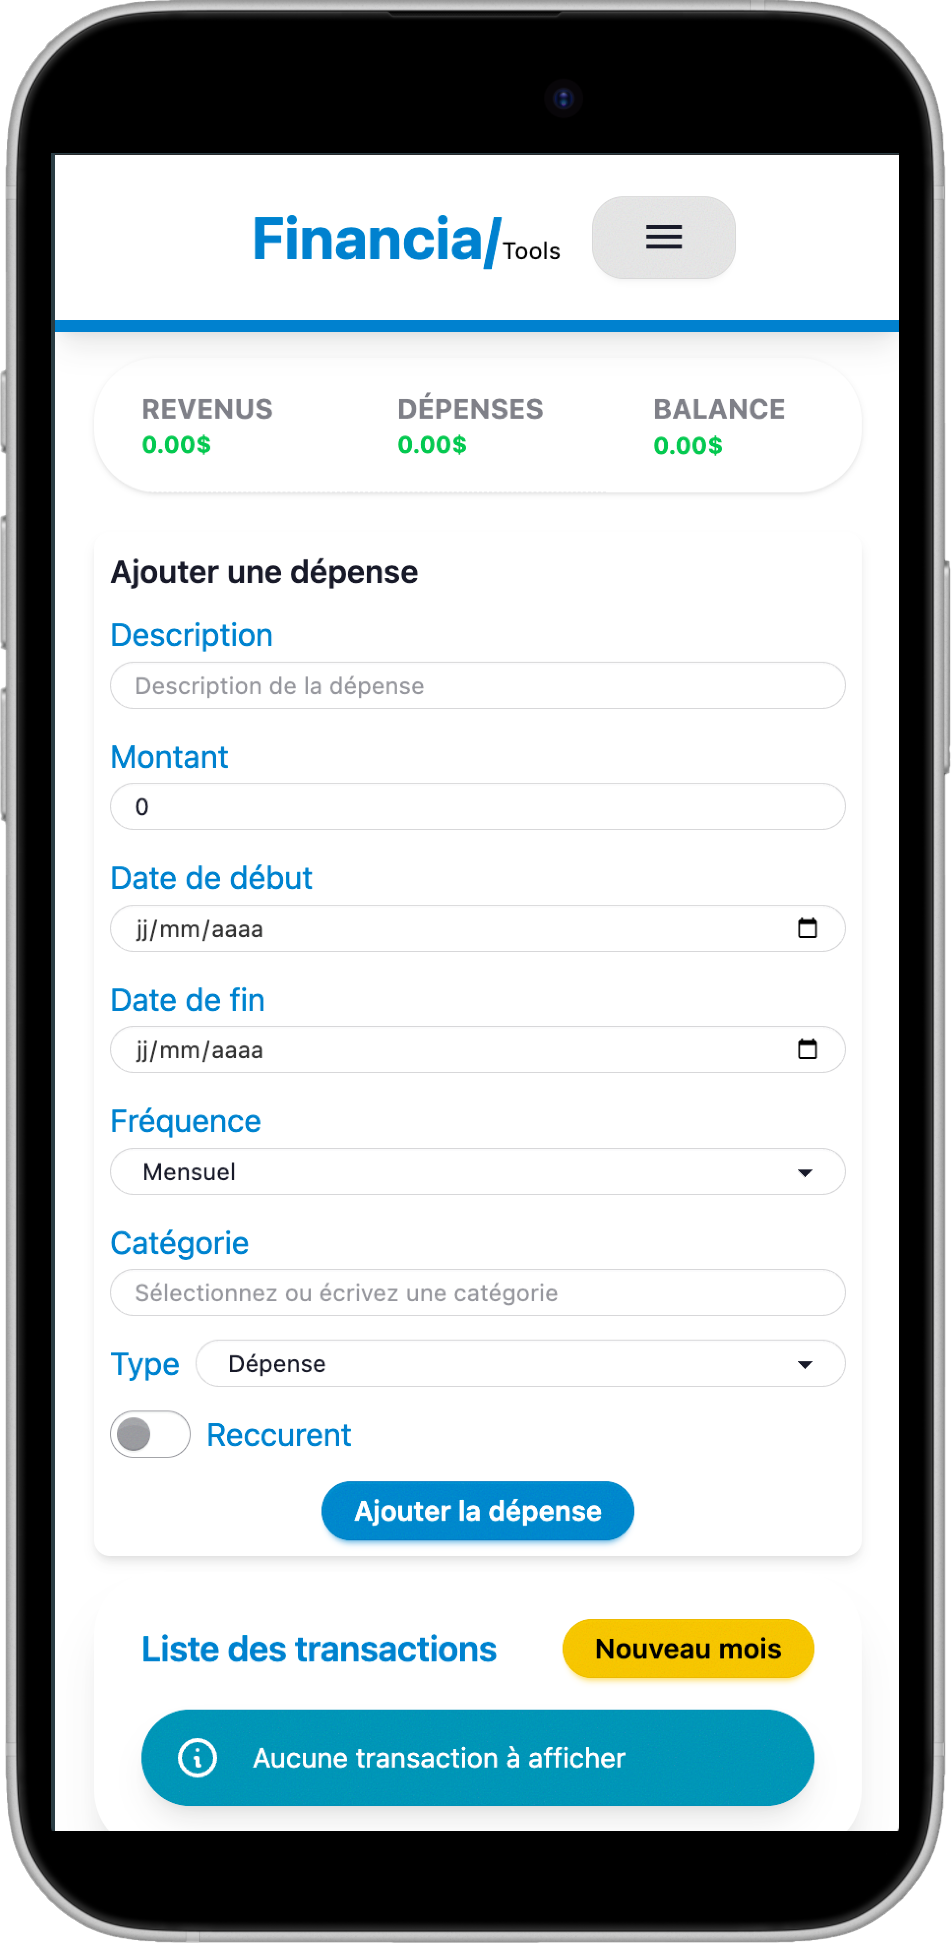 Financia/Tools
REVENUS DÉPENSES BALANCE
0.00$ 0.00$ 0.00$
Ajouter une dépense
Description
Description de la dépense
Montant
0
Date de début
jj/mm/aaaa
Date de fin
jj/mm/aaaa
Fréquence
Mensuel
Catégorie
Sélectionnez ou écrivez une catégorie
Type Dépense
Reccurent
Ajouter la dépense
Liste des transactions Nouveau mois
Aucune transaction à afficher